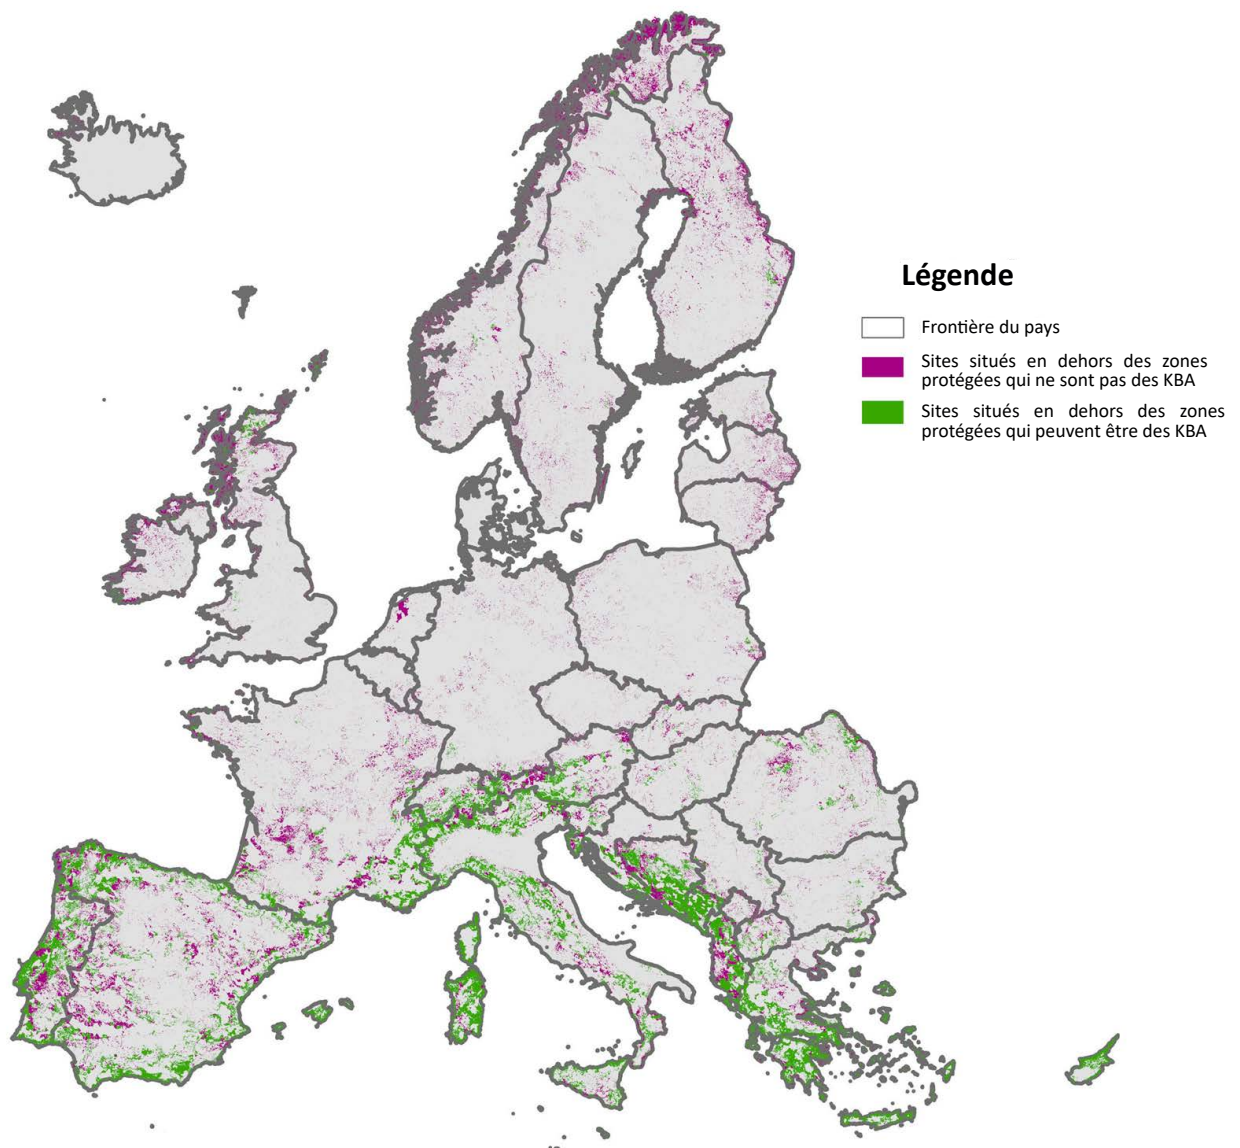 Légende
Frontière du pays
Sites situés en dehors des zones
protégées qui ne sont pas des KBA
Sites situés en dehors des zones
protégées qui peuvent être des KBA